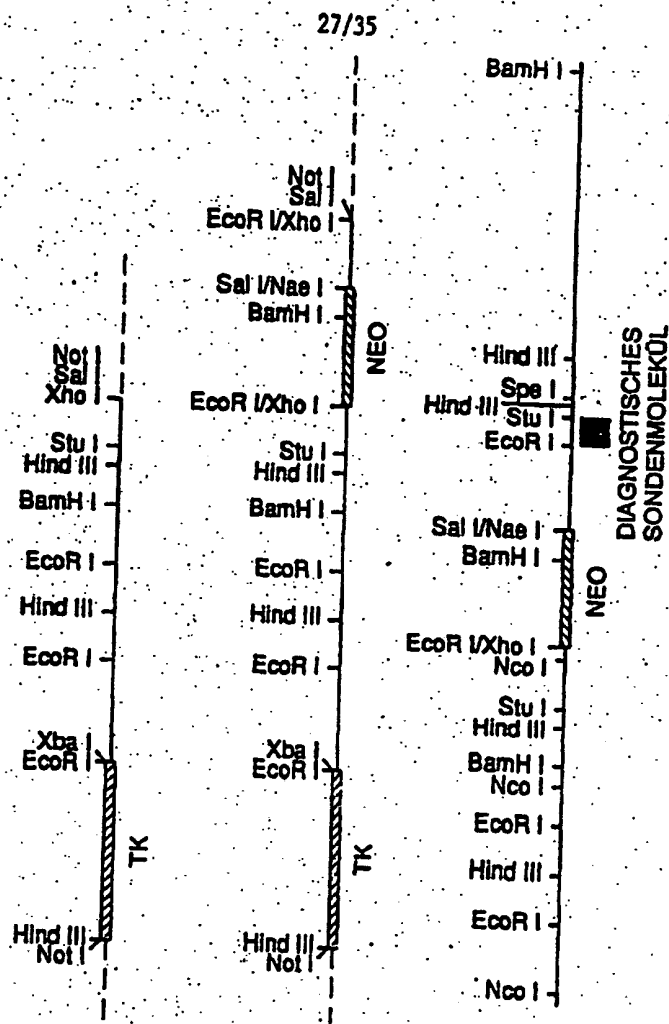 27/35
Not I
Sal I
Xho I
Stu I
Hind III
BamH I
EcoR I
Hind III
EcoR I
Xba I
EcoR I
TK
Hind III
Not I
Not I
Sal I
EcoR I/Xho I
Sal I/Nae I
BamH I
NEO
EcoR I/Xho I
Stu I
Hind III
BamH I
EcoR I
Hind III
EcoR I
Xba I
EcoR I
TK
Hind III
Not I
BamH I
Hind III
Spe I
Hind III
Stu I
EcoR I
DIAGNOSTISCHES
SONDENMOLEKÜL
Sal I/Nae I
BamH I
NEO
EcoR I/Xho I
Nco I
Stu I
Hind III
BamH I
Nco I
EcoR I
Hind III
EcoR I
Nco I